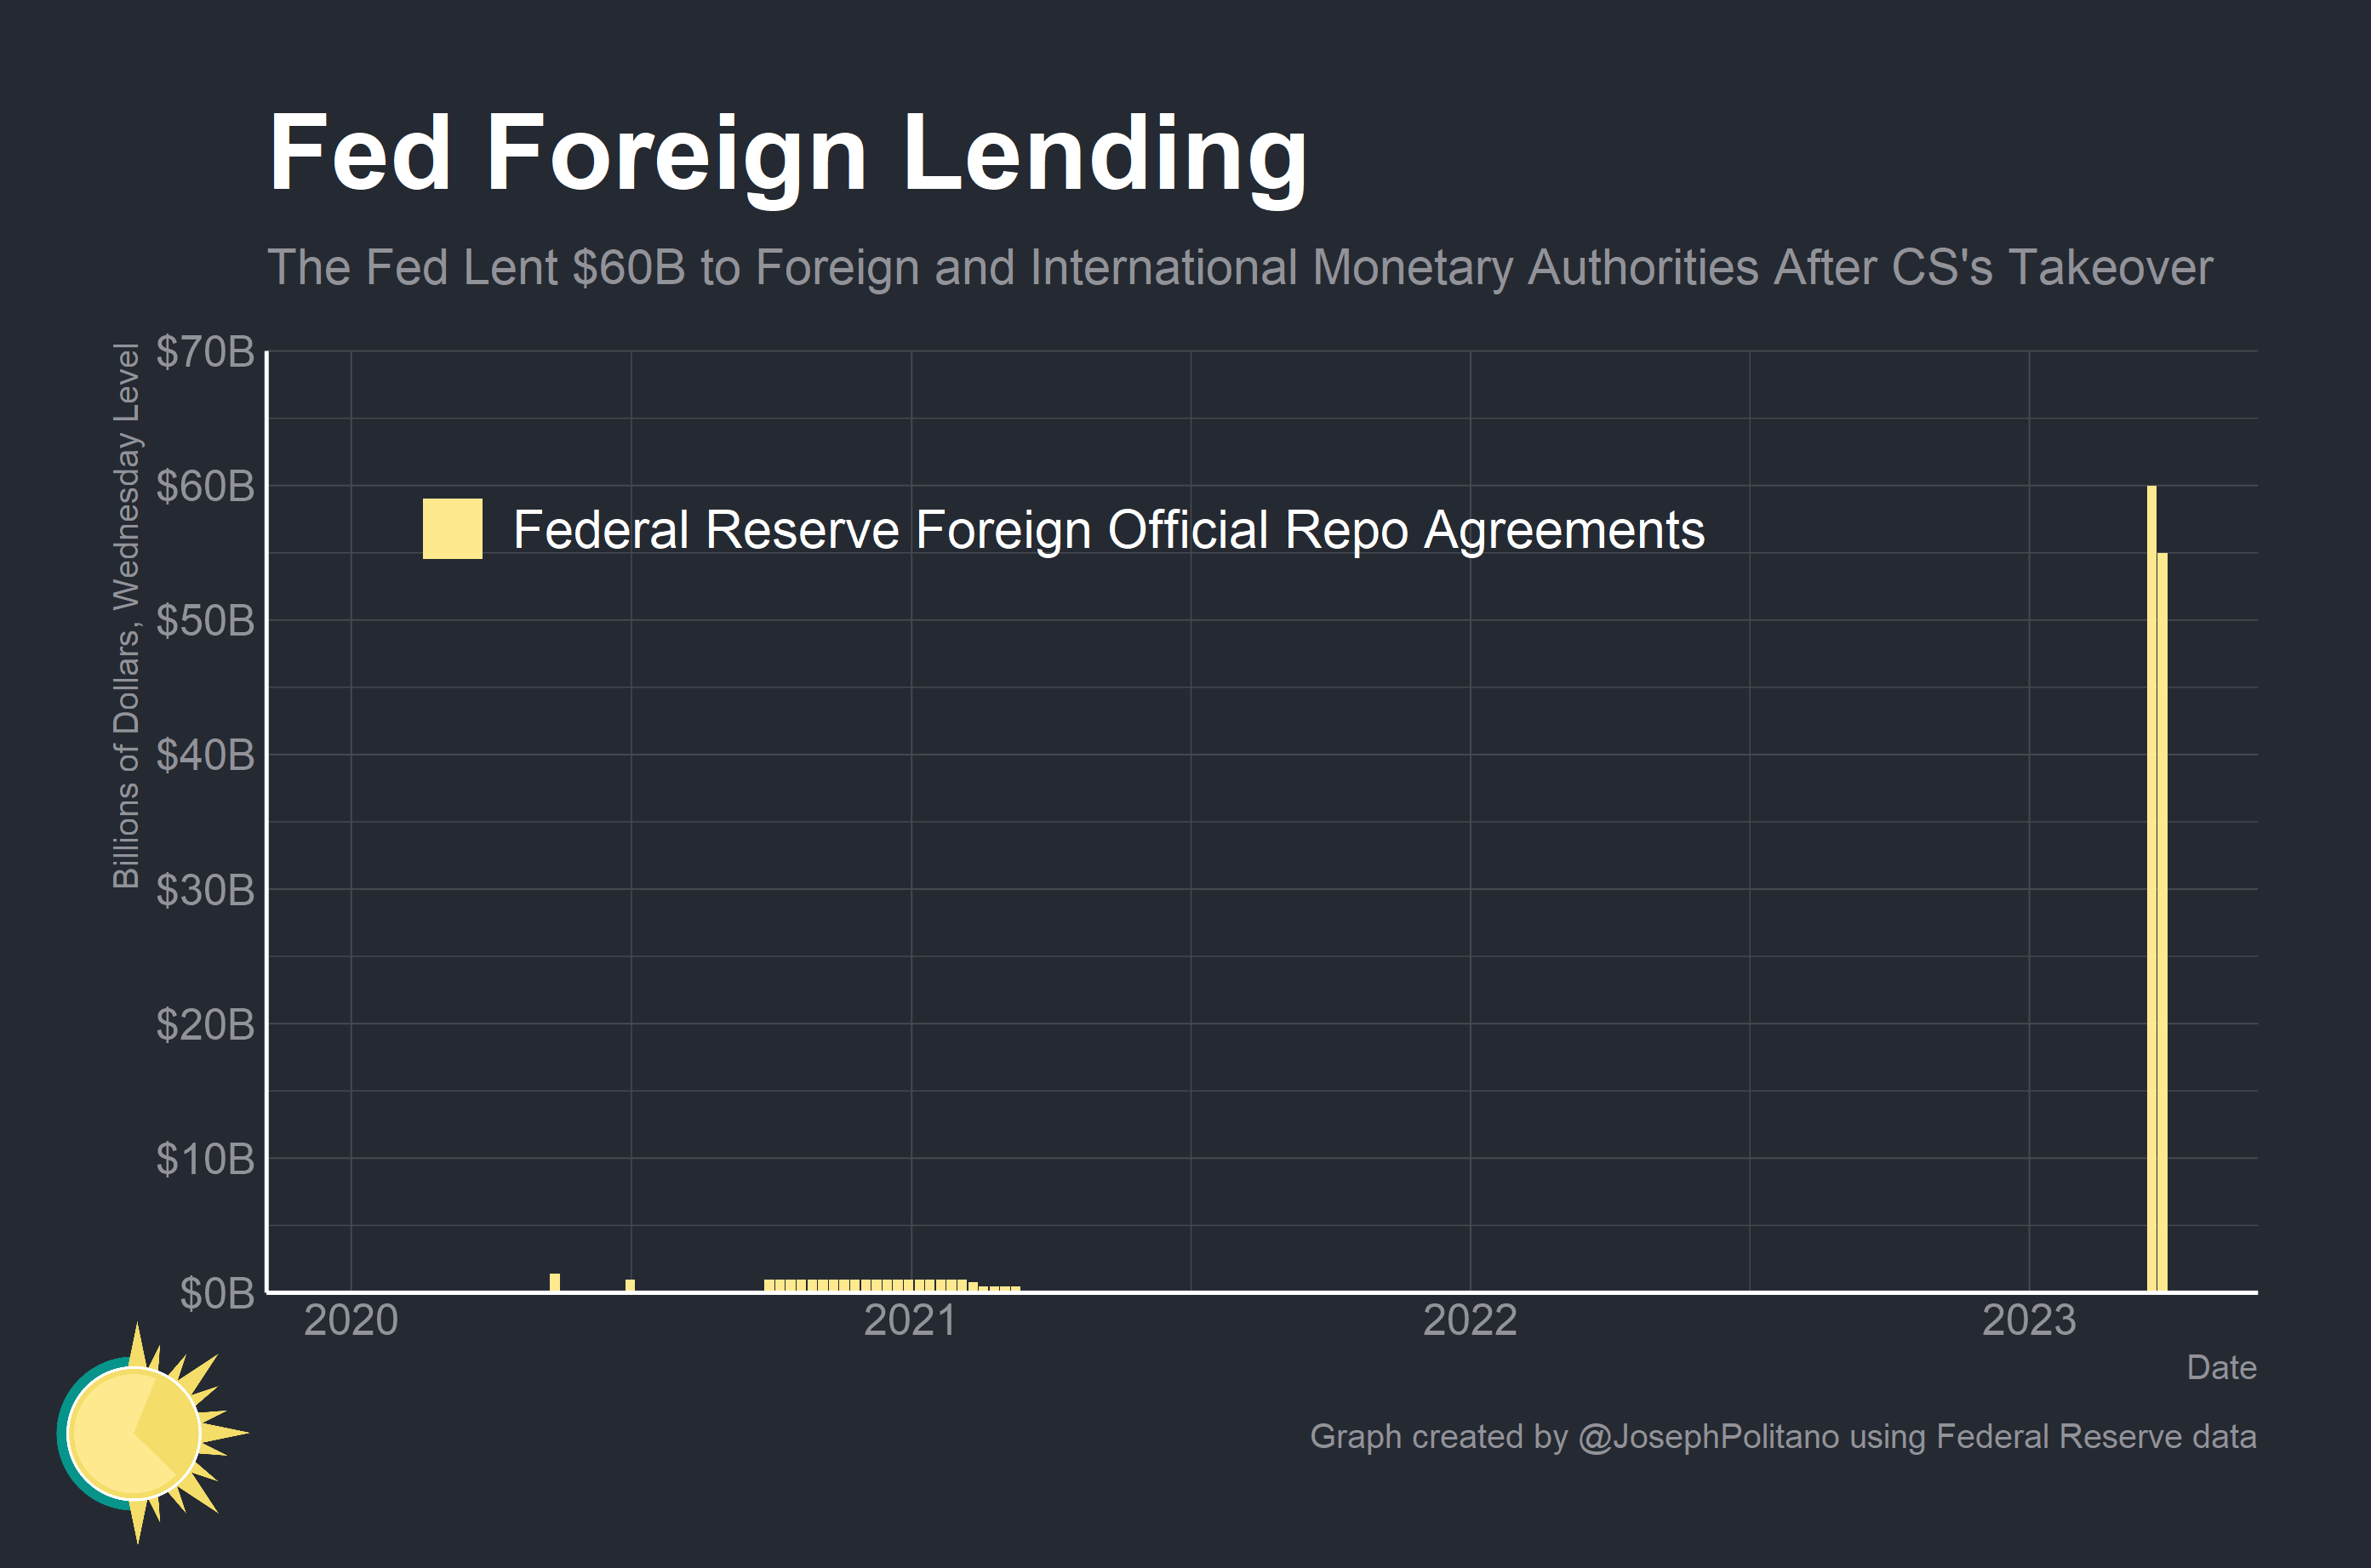 Fed Foreign Lending
The Fed Lent $60B to Foreign and International Monetary Authorities After CS's Takeover
Billions of Dollars, Wednesday Level
$70B
$60B
$50B
$40B
$30B
$20B
$10B
$0B
Federal Reserve Foreign Official Repo Agreements
2020
2021
2022
2023
Date
Graph created by @JosephPolitano using Federal Reserve data